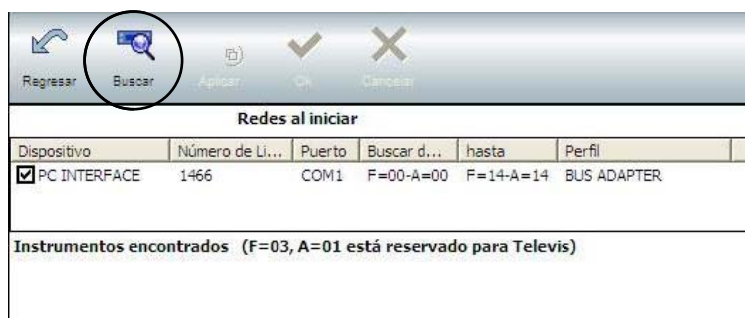 Regresar Buscar Aplicar Ok Cancelar
Redes al iniciar
Dispositivo Número de Li... Puerto Buscar d... hasta Perfil
PC INTERFACE 1466 COM1 F=00-A=00 F=14-A=14 BUS ADAPTER
Instrumentos encontrados (F=03, A=01 está reservado para Televis)